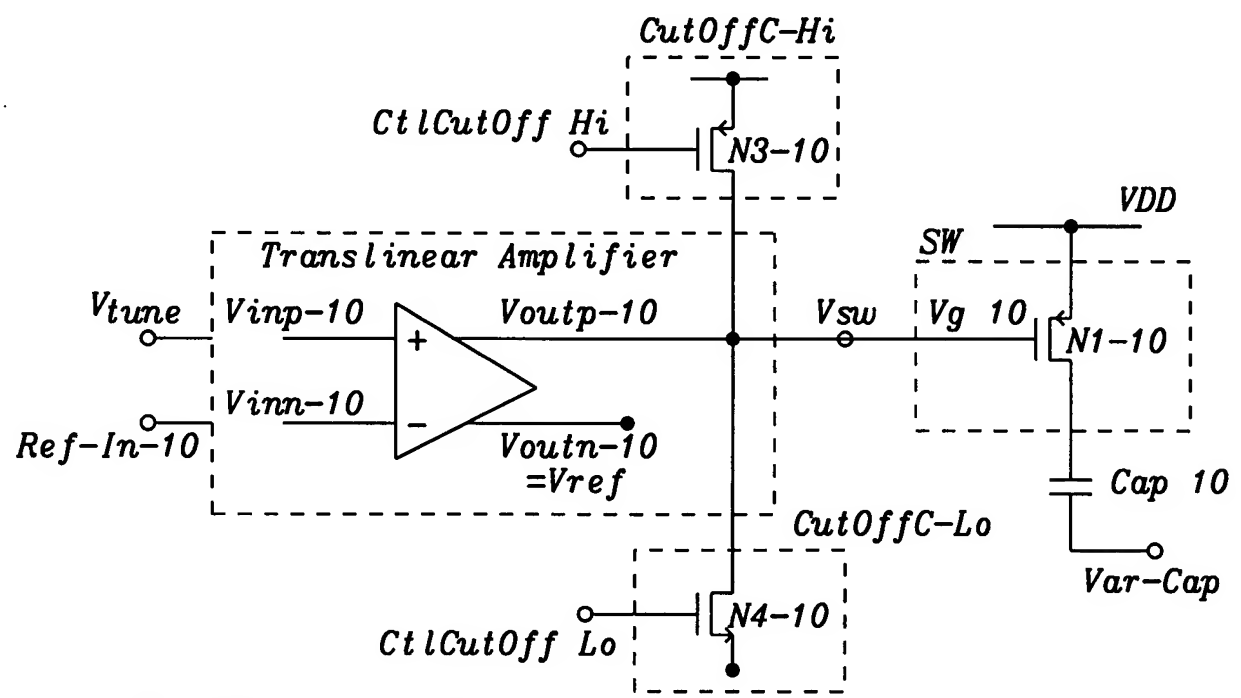 CutOffC-Hi
CtlCutOff Hi
N3-10
VDD
SW
Translinear Amplifier
Vtune
Vinp-10
Voutp-10
Vsw
Vg 10
N1-10
+
Vinn-10
-
Ref-In-10
Voutn-10
=Vref
Cap 10
CutOffC-Lo
Var-Cap
N4-10
CtlCutOff Lo